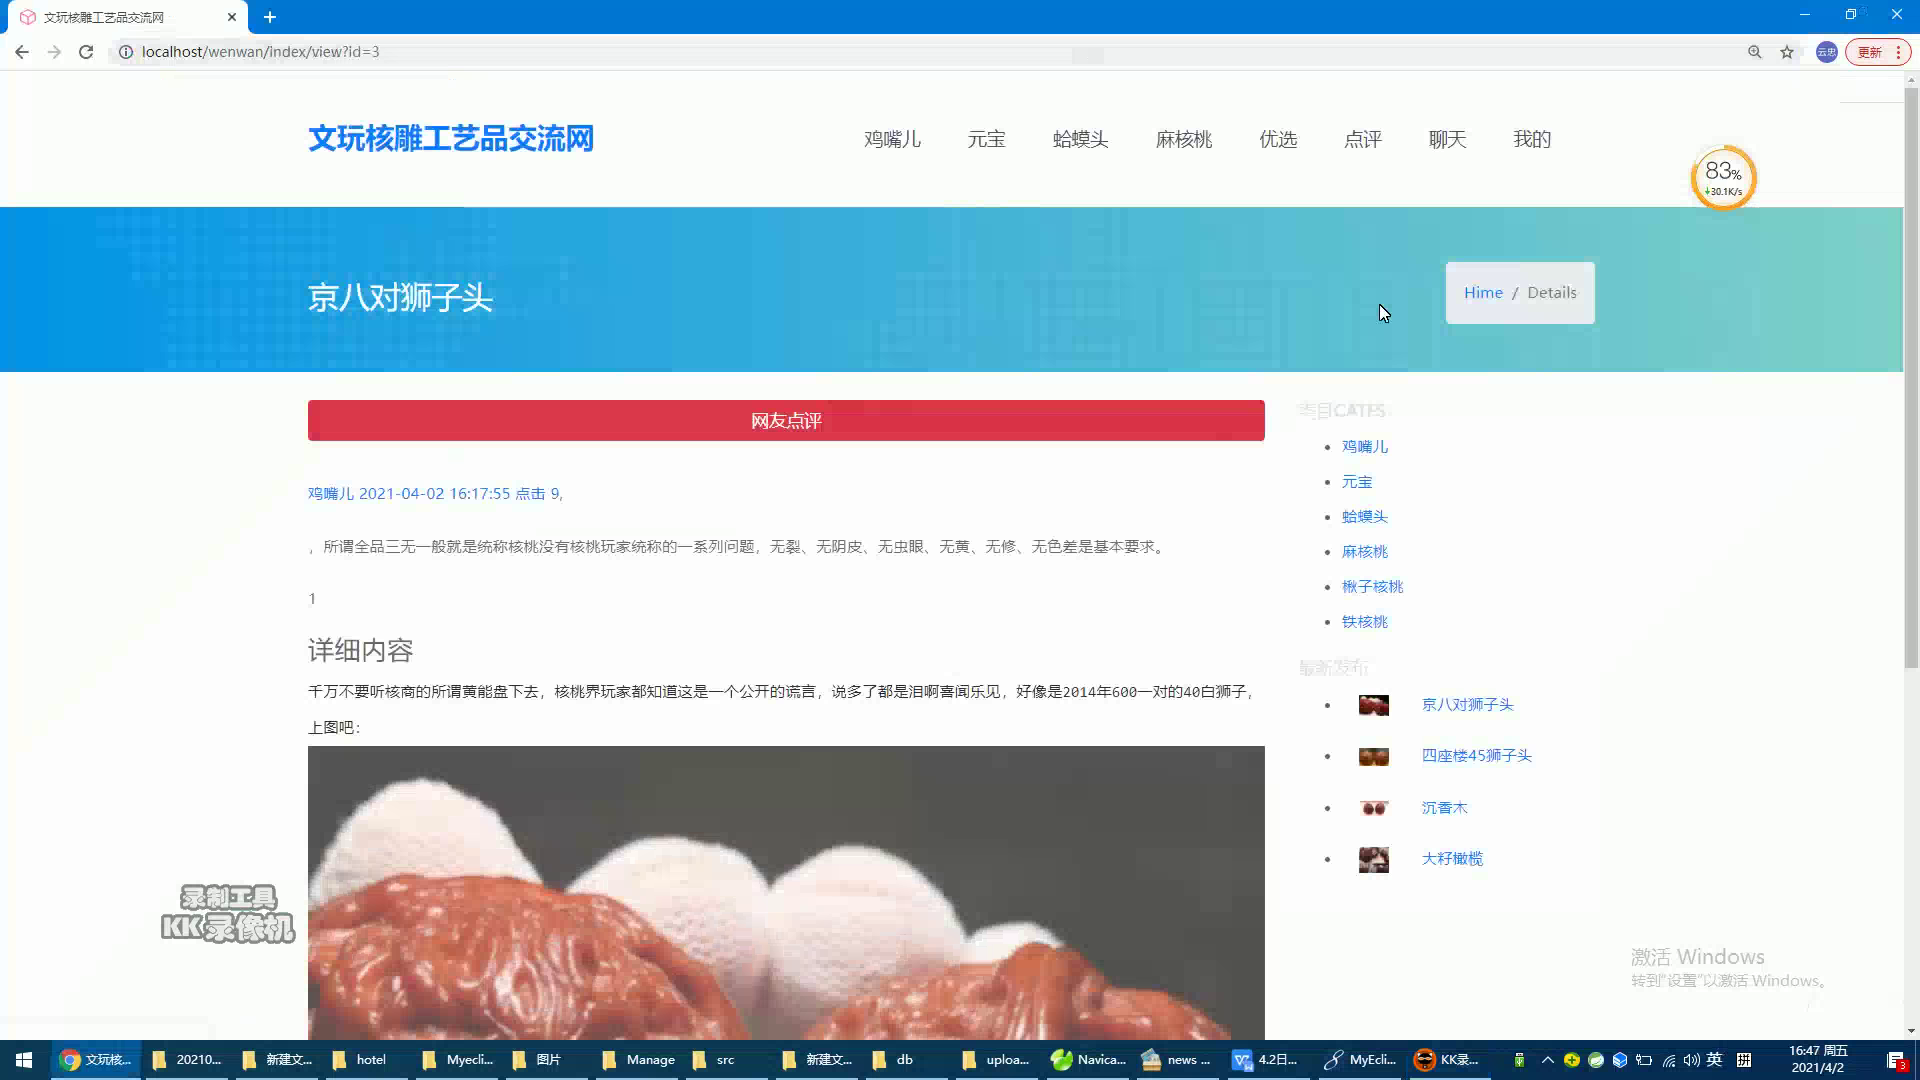 文玩核雕工艺品交流网
localhost/wenwan/index/view?id=3
云忠
更新
文玩核雕工艺品交流网
鸡嘴儿 元宝 蛤蟆头 麻核桃 优选 点评 聊天 我的
83%
30.1K/s
京八对狮子头
Hime / Details
网友点评
类目CATES
鸡嘴儿
元宝
蛤蟆头
麻核桃
楸子核桃
铁核桃
鸡嘴儿 2021-04-02 16:17:55 点击 9,
，所谓全品三无一般就是统称核桃没有核桃玩家统称的一系列问题，无裂、无阴皮、无虫眼、无黄、无修、无色差是基本要求。
1
详细内容
千万不要听核商的所谓黄能盘下去，核桃界玩家都知道这是一个公开的谎言，说多了都是泪啊喜闻乐见，好像是2014年600一对的40白狮子，
上图吧：
最新发布
京八对狮子头
四座楼45狮子头
沉香木
大籽橄榄
录制工具
KK录像机
激活 Windows
转到"设置"以激活 Windows。
文玩核... 20210... 新建文... hotel Myecli... 图片 Manage src 新建文... db uploa... Navica... news ... 4.2日... MyEcli... KK录... 英 拼
16:47 周五
2021/4/2
3